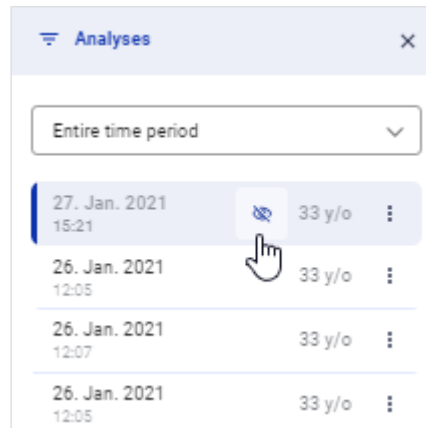 Analyses
Entire time period
27. Jan. 2021
15:21
33 y/o
26. Jan. 2021
12:05
33 y/o
26. Jan. 2021
12:07
33 y/o
26. Jan. 2021
12:05
33 y/o